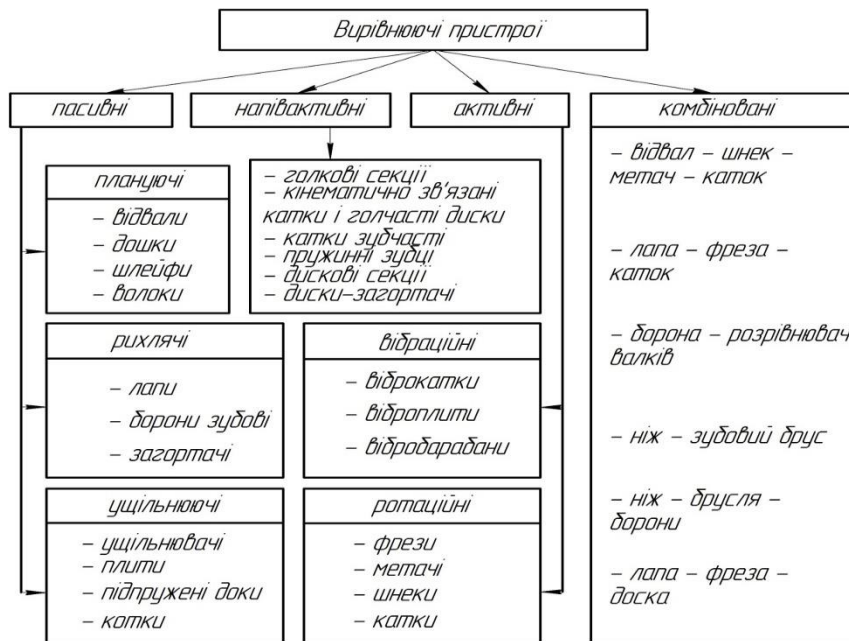 Вирівнюючі пристрої
пасивні
напівактивні
активні
комбіновані
плануючі
– відвали
– дошки
– шлейфи
– волоки
– голкові секції
– кінематично зв'язані
катки і голчасті диски
– катки зубчасті
– пружинні зубці
– дискові секції
– диски-загортачі
рихлячі
– лапи
– борони зубові
– загортачі
вібраційні
– віброкатки
– віброплити
– вібробарабани
ущільнюючі
– ущільнювачі
– плити
– підпружені доки
– котки
ротаційні
– фрези
– метачі
– шнеки
– катки
– відвал – шнек –
метач – каток
– лапа – фреза –
каток
– борона – розрівнювач
валків
– ніж – зубовий брус
– ніж – брусля –
борони
– лапа – фреза –
доска